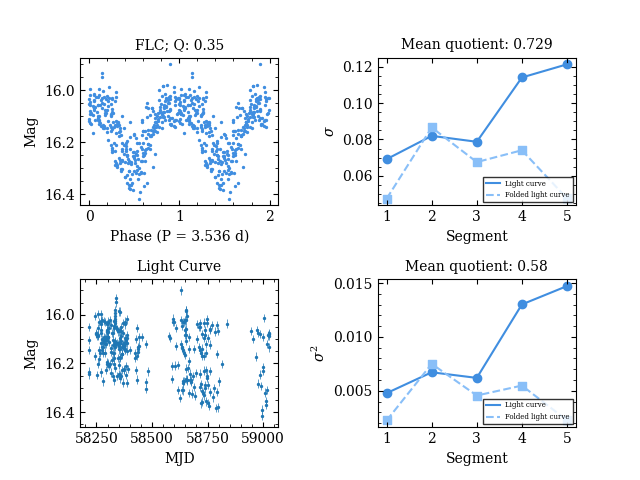 FLC; Q: 0.35
Mag
16.0
16.2
16.4
0
1
2
Phase (P = 3.536 d)
Mean quotient: 0.729
σ
0.12
0.10
0.08
0.06
Light curve
Folded light curve
1
2
3
4
5
Segment
Light Curve
Mag
16.0
16.2
16.4
58250
58500
58750
59000
MJD
Mean quotient: 0.58
σ²
0.015
0.010
0.005
Light curve
Folded light curve
1
2
3
4
5
Segment